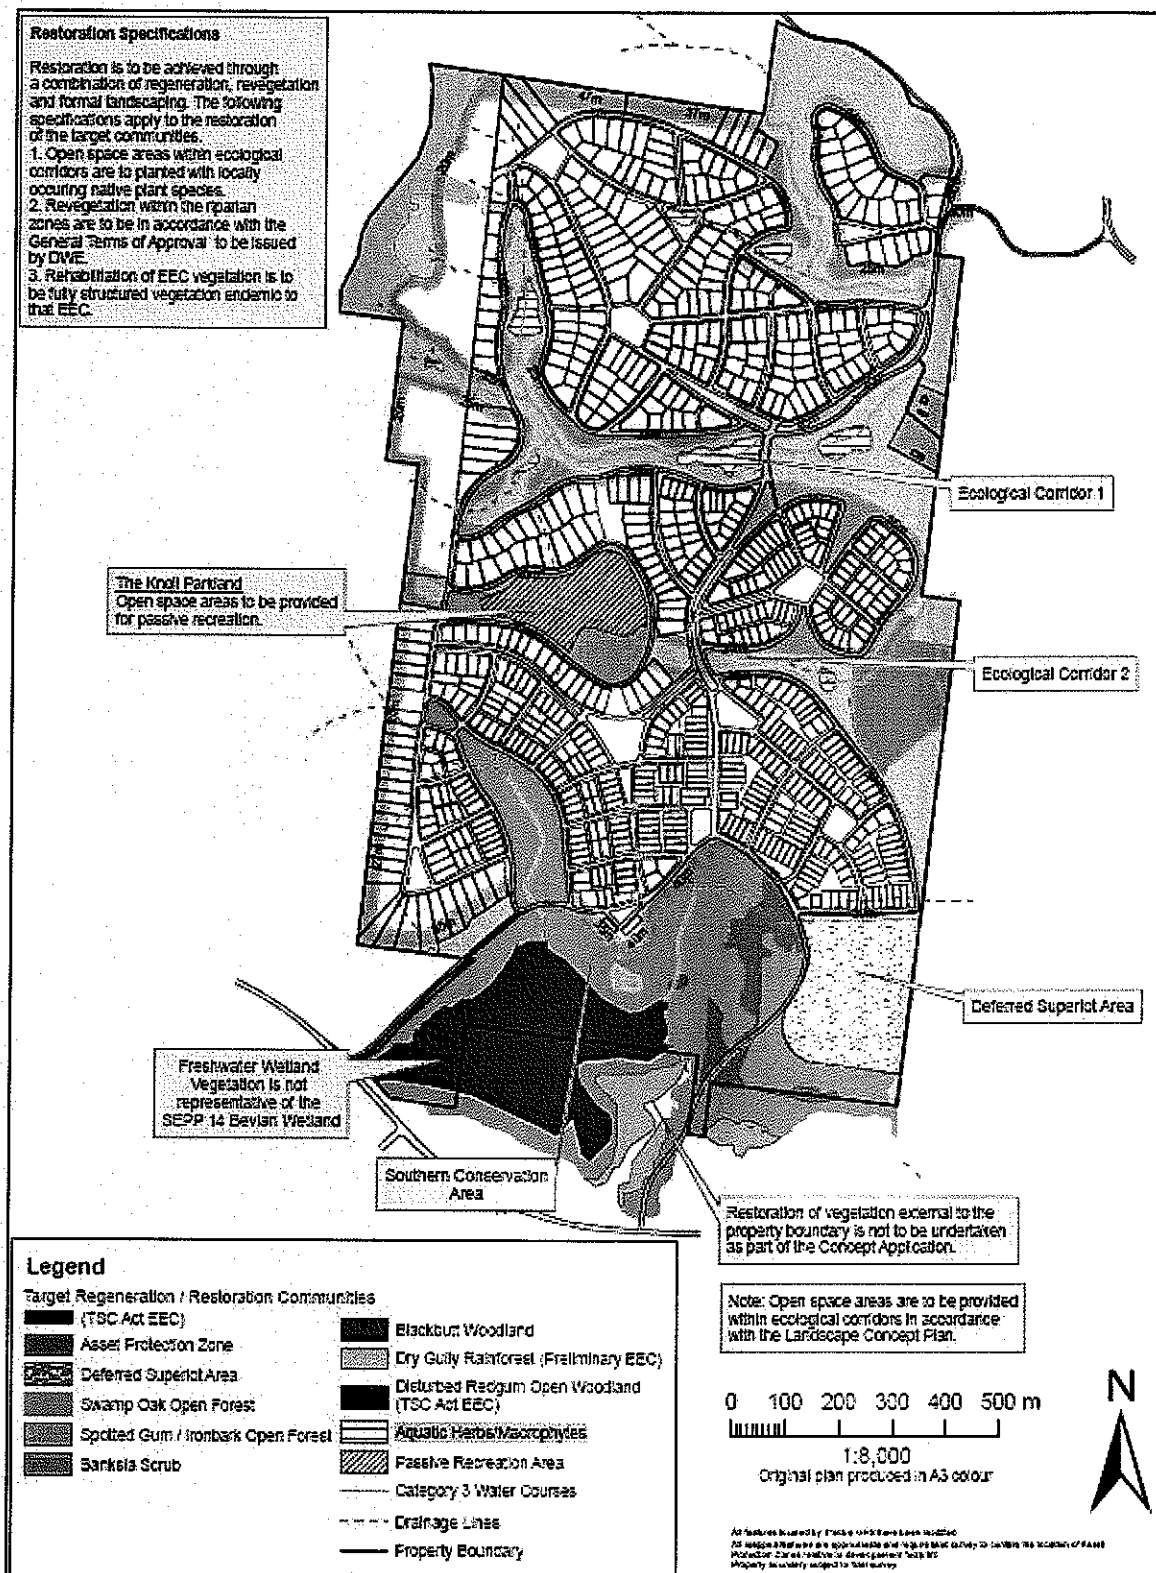 Restoration Specifications
Restoration is to be achieved through
a combination of regeneration, revegetation
and formal landscaping. The following
specifications apply to the restoration
of the target communities.
1. Open space areas within ecological
corridors are to planted with locally
occuring native plant species.
2. Revegetation within the riparian
zones are to be in accordance with the
General Terms of Approval to be issued
by DWE.
3. Rehabilitation of EEC vegetation is to
be fully structured vegetation endemic to
that EEC.
47m
37m
20m
Ecological Corridor 1
The Knoll Parkland
Open space areas to be provided
for passive recreation.
Ecological Corridor 2
Deferred Superlot Area
Freshwater Wetland
Vegetation is not
representative of the
SEPP 14 Bevian Wetland
Southern Conservation
Area
Restoration of vegetation external to the
property boundary is not to be undertaken
as part of the Concept Application.
Note: Open space areas are to be provided
within ecological corridors in accordance
with the Landscape Concept Plan.
Legend
Target Regeneration / Restoration Communities
(TSC Act EEC)
Asset Protection Zone
Deferred Superlot Area
Swamp Oak Open Forest
Spotted Gum / Ironbark Open Forest
Banksia Scrub
Blackbutt Woodland
Dry Gully Rainforest (Preliminary EEC)
Disturbed Redgum Open Woodland
(TSC Act EEC)
Aquatic Herbs/Macrophytes
Passive Recreation Area
Category 3 Water Courses
Drainage Lines
Property Boundary
0 100 200 300 400 500 m
1:8,000
Original plan produced in A3 colour
N